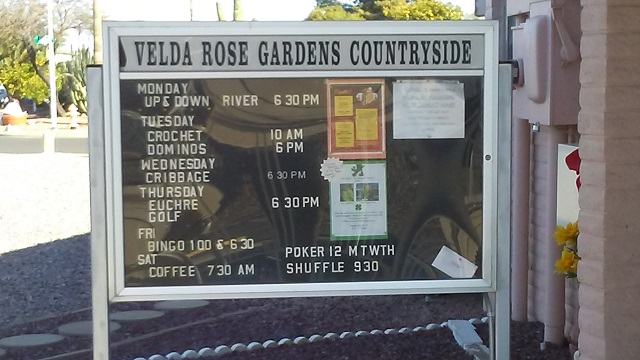 VELDA ROSE GARDENS COUNTRYSIDE
MONDAY
UP&DOWN RIVER 6 30 PM
TUESDAY
CROCHET 10 AM
DOMINOS 6 PM
WEDNESDAY
CRIBBAGE 6 30 PM
THURSDAY
EUCHRE 6 30 PM
GOLF
FRI
BINGO 1 00 & 6 30
SAT
COFFEE 7 30 AM
POKER 12 M TWTH
SHUFFLE 9 30